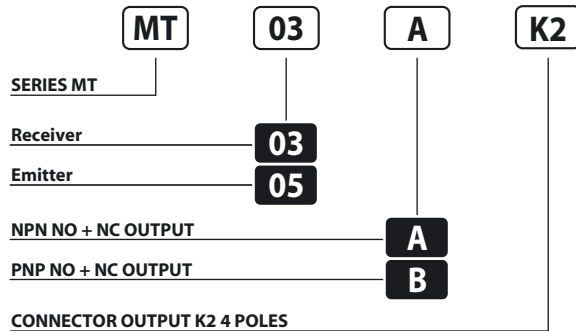 MT 03 A K2
SERIES MT
Receiver 03
Emitter 05
NPN NO + NC OUTPUT A
PNP NO + NC OUTPUT B
CONNECTOR OUTPUT K2 4 POLES